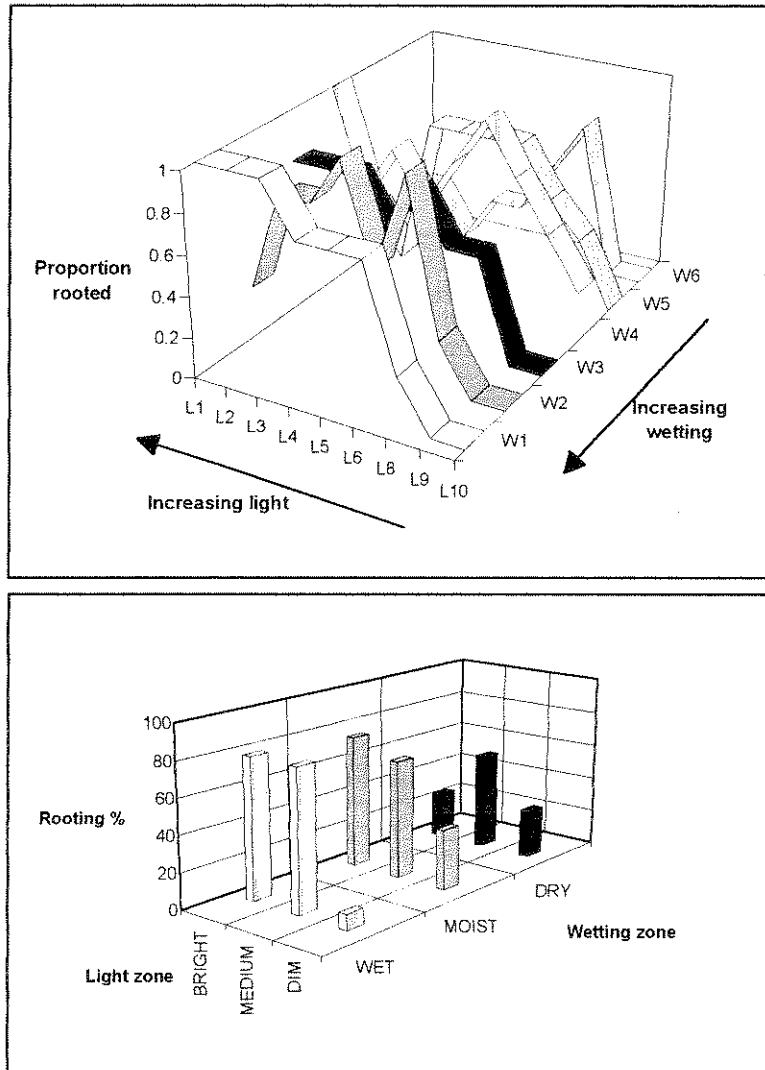 1
0.8
0.6
0.4
0.2
0
Proportion
rooted
L1
L2
L3
L4
L5
L6
L8
L9
L10
W1
W2
W3
W4
W5
W6
Increasing
wetting
Increasing light
100
80
60
40
20
0
Rooting %
BRIGHT
MEDIUM
DIM
WET
MOIST
DRY
Light zone
Wetting zone